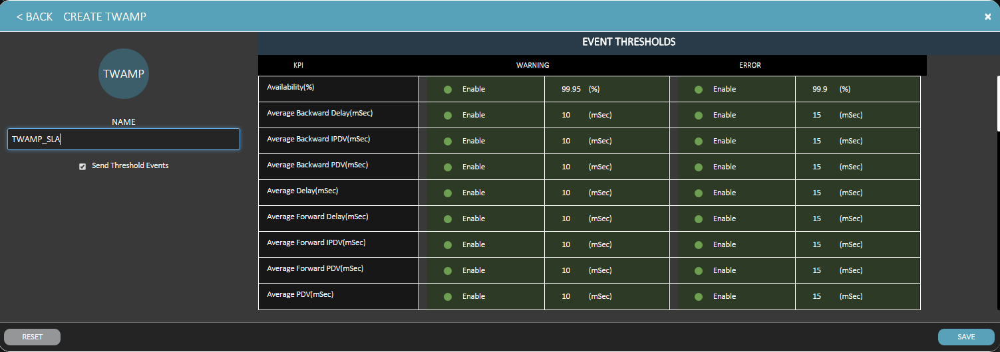 < BACK CREATE TWAMP ×
TWAMP
NAME
TWAMP_SLA
Send Threshold Events
EVENT THRESHOLDS
KPI WARNING ERROR
Availability(%) Enable 99.95 (%) Enable 99.9 (%)
Average Backward Delay(mSec) Enable 10 (mSec) Enable 15 (mSec)
Average Backward IPDV(mSec) Enable 10 (mSec) Enable 15 (mSec)
Average Backward PDV(mSec) Enable 10 (mSec) Enable 15 (mSec)
Average Delay(mSec) Enable 10 (mSec) Enable 15 (mSec)
Average Forward Delay(mSec) Enable 10 (mSec) Enable 15 (mSec)
Average Forward IPDV(mSec) Enable 10 (mSec) Enable 15 (mSec)
Average Forward PDV(mSec) Enable 10 (mSec) Enable 15 (mSec)
Average PDV(mSec) Enable 10 (mSec) Enable 15 (mSec)
RESET SAVE